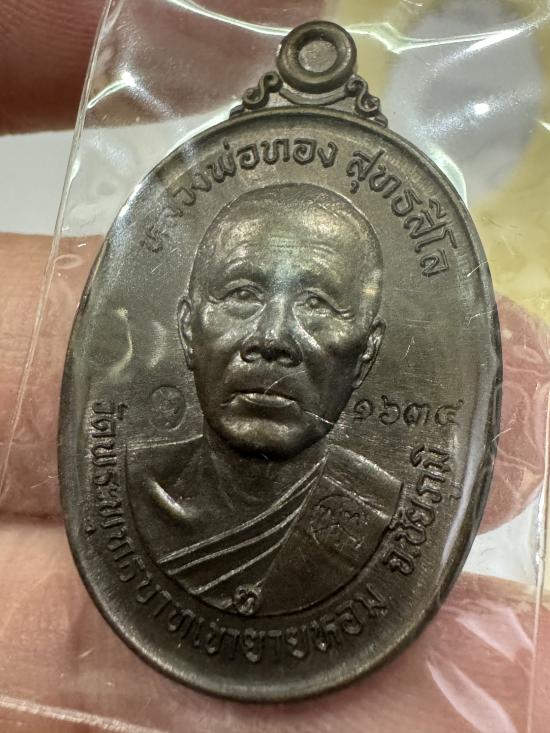 หลวงพ่อทอง สุทธสีโล
๑๖๓๔
วัดพระพุทธบาทเขายายหอม จ.ชัยภูมิ